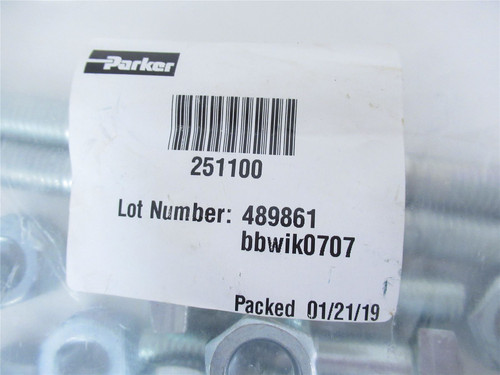 Parker
251100
Lot Number: 489861
bbwik0707
Packed 01/21/19